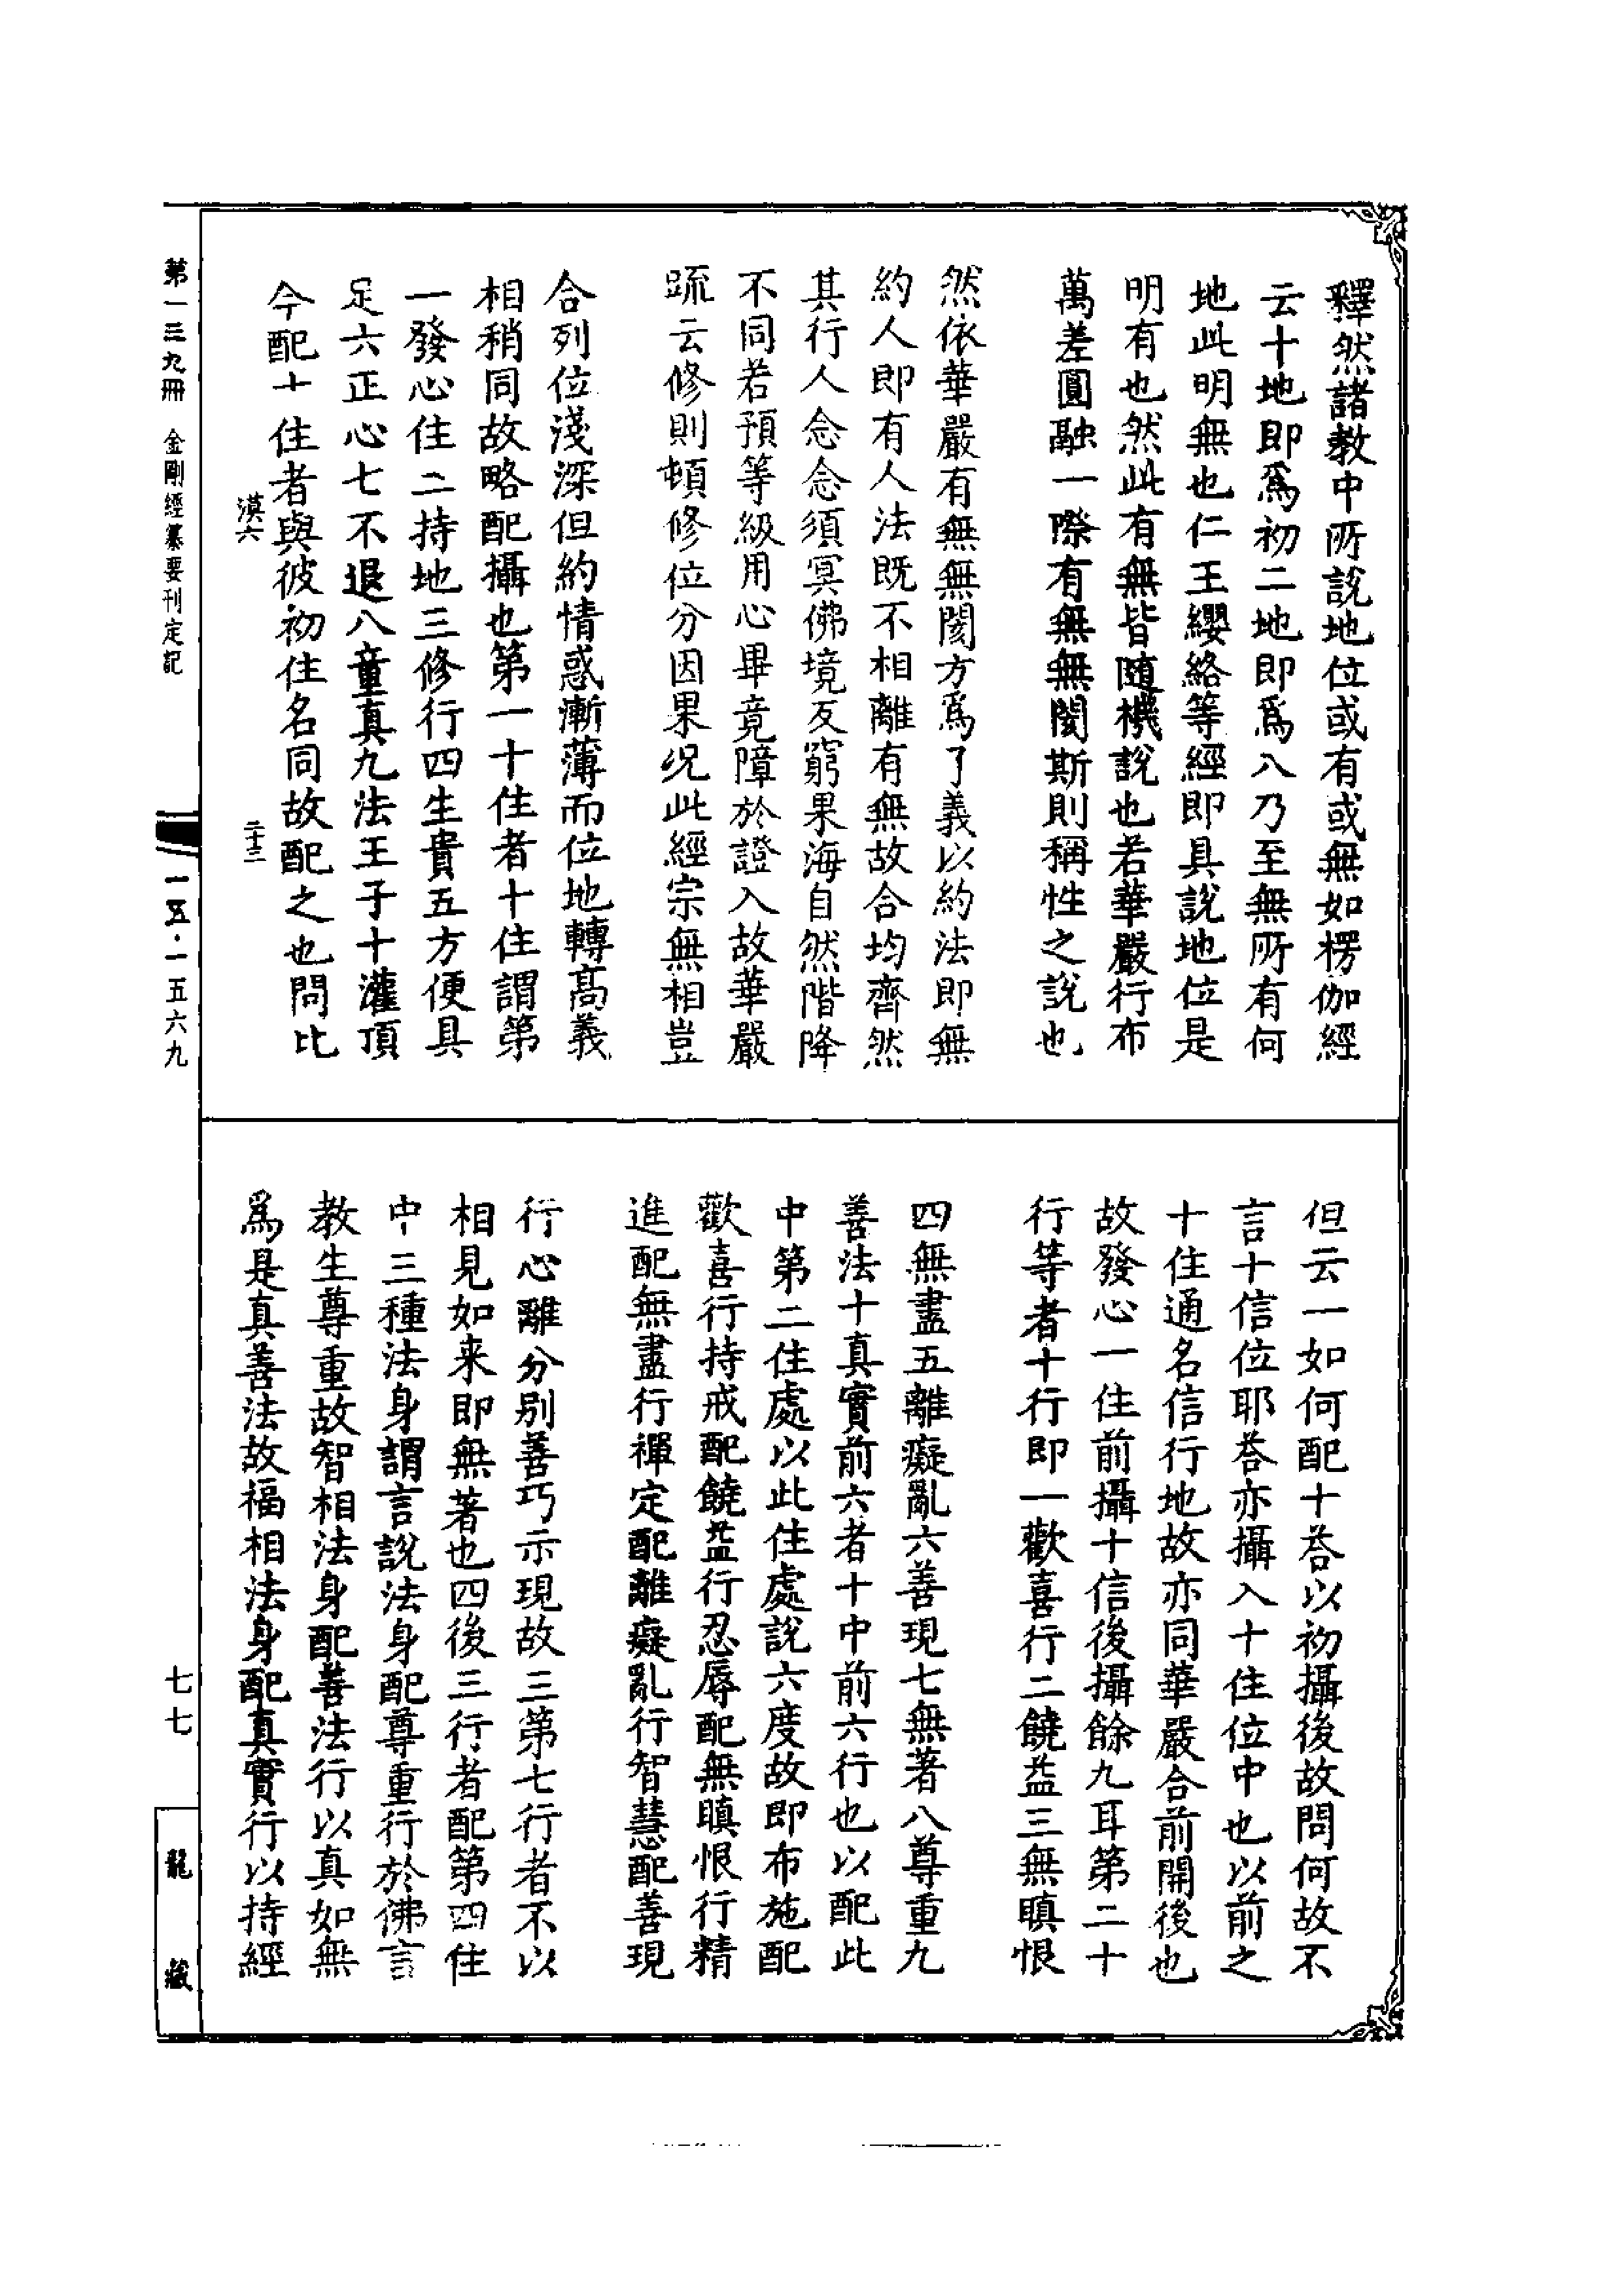 釋然諸教中所說地位或有或無如楞伽經
云十地即爲初二地即爲八乃至無所有何
地此明無也仁王纓絡等經即具說地位是
明有也然此有無皆隨機說也若華嚴行布
萬差圓融一際有無無閡斯則稱性之說也
然依華嚴有無無閡方爲了義以約法即無
約人即有人法既不相離有無故合均齊然
其行人念念須冥佛境及窮果海自然階降
不同若預等級用心畢竟障於證入故華嚴
疏云修則頓修位分因果況此經宗無相豈
合列位淺深但約情惑漸薄而位地轉高義
相稍同故略配攝也第一十住者十住謂第
一發心住二持地三修行四生貴五方便具
足六正心七不退八童真九法王子十灌頂
今配十住者與彼初住名同故配之也問比
漠六
二十三
但云一如何配十荅以初攝後故問何故不
言十信位耶荅亦攝入十住位中也以前之
十住通名信行地故亦同華嚴合前開後也
故發心一住前攝十信後攝餘九耳第二十
行等者十行即一歡喜行二饒益三無瞋恨
四無盡五離癡亂六善現七無著八尊重九
善法十真實前六者十中前六行也以配此
中第二住處以此住處說六度故即布施配
歡喜行持戒配饒益行忍辱配無瞋恨行精
進配無盡行禪定配離癡亂行智慧配善現
行心離分別善巧示現故三第七行者不以
相見如来即無著也四後三行者配第四住
中三種法身謂言說法身配尊重行於佛言
教生尊重故智相法身配善法行以真如無
爲是真善法故福相法身配真實行以持經
第一三九冊 金剛經纂要刊定記
一五·一五六九
七七
龍藏